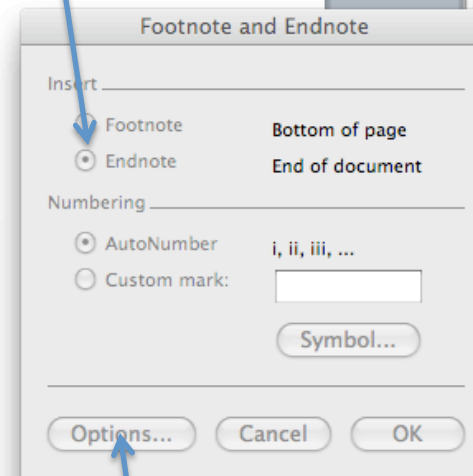 Footnote and Endnote
Insert
Footnote Bottom of page
Endnote End of document
Numbering
AutoNumber i, ii, iii, ...
Custom mark:
Symbol...
Options... Cancel OK